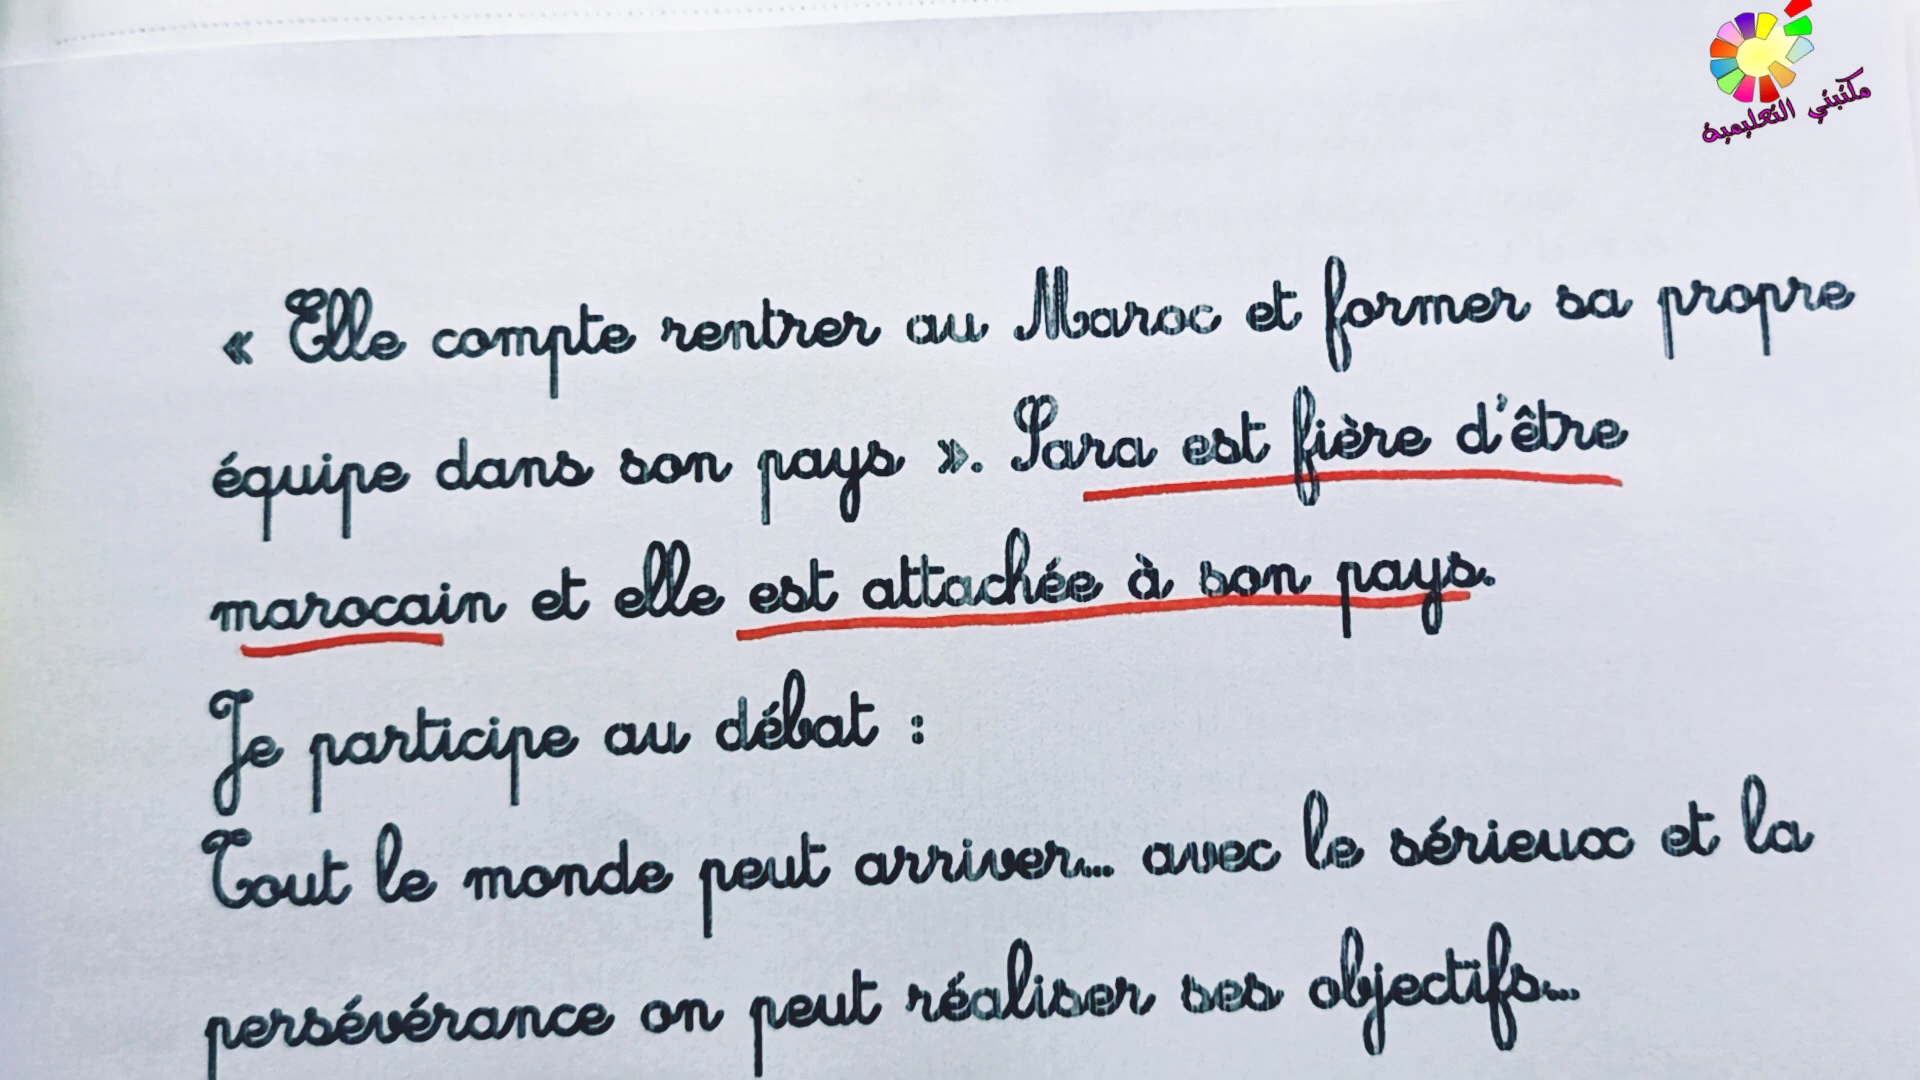 مكتبتي التعليمية
« Elle compte rentrer au Maroc et former sa propre
équipe dans son pays ». Sara est fière d'être
marocain et elle est attachée à son pays.
Je participe au débat :
Tout le monde peut arriver... avec le sérieux et la
persévérance on peut réaliser ses objectifs...